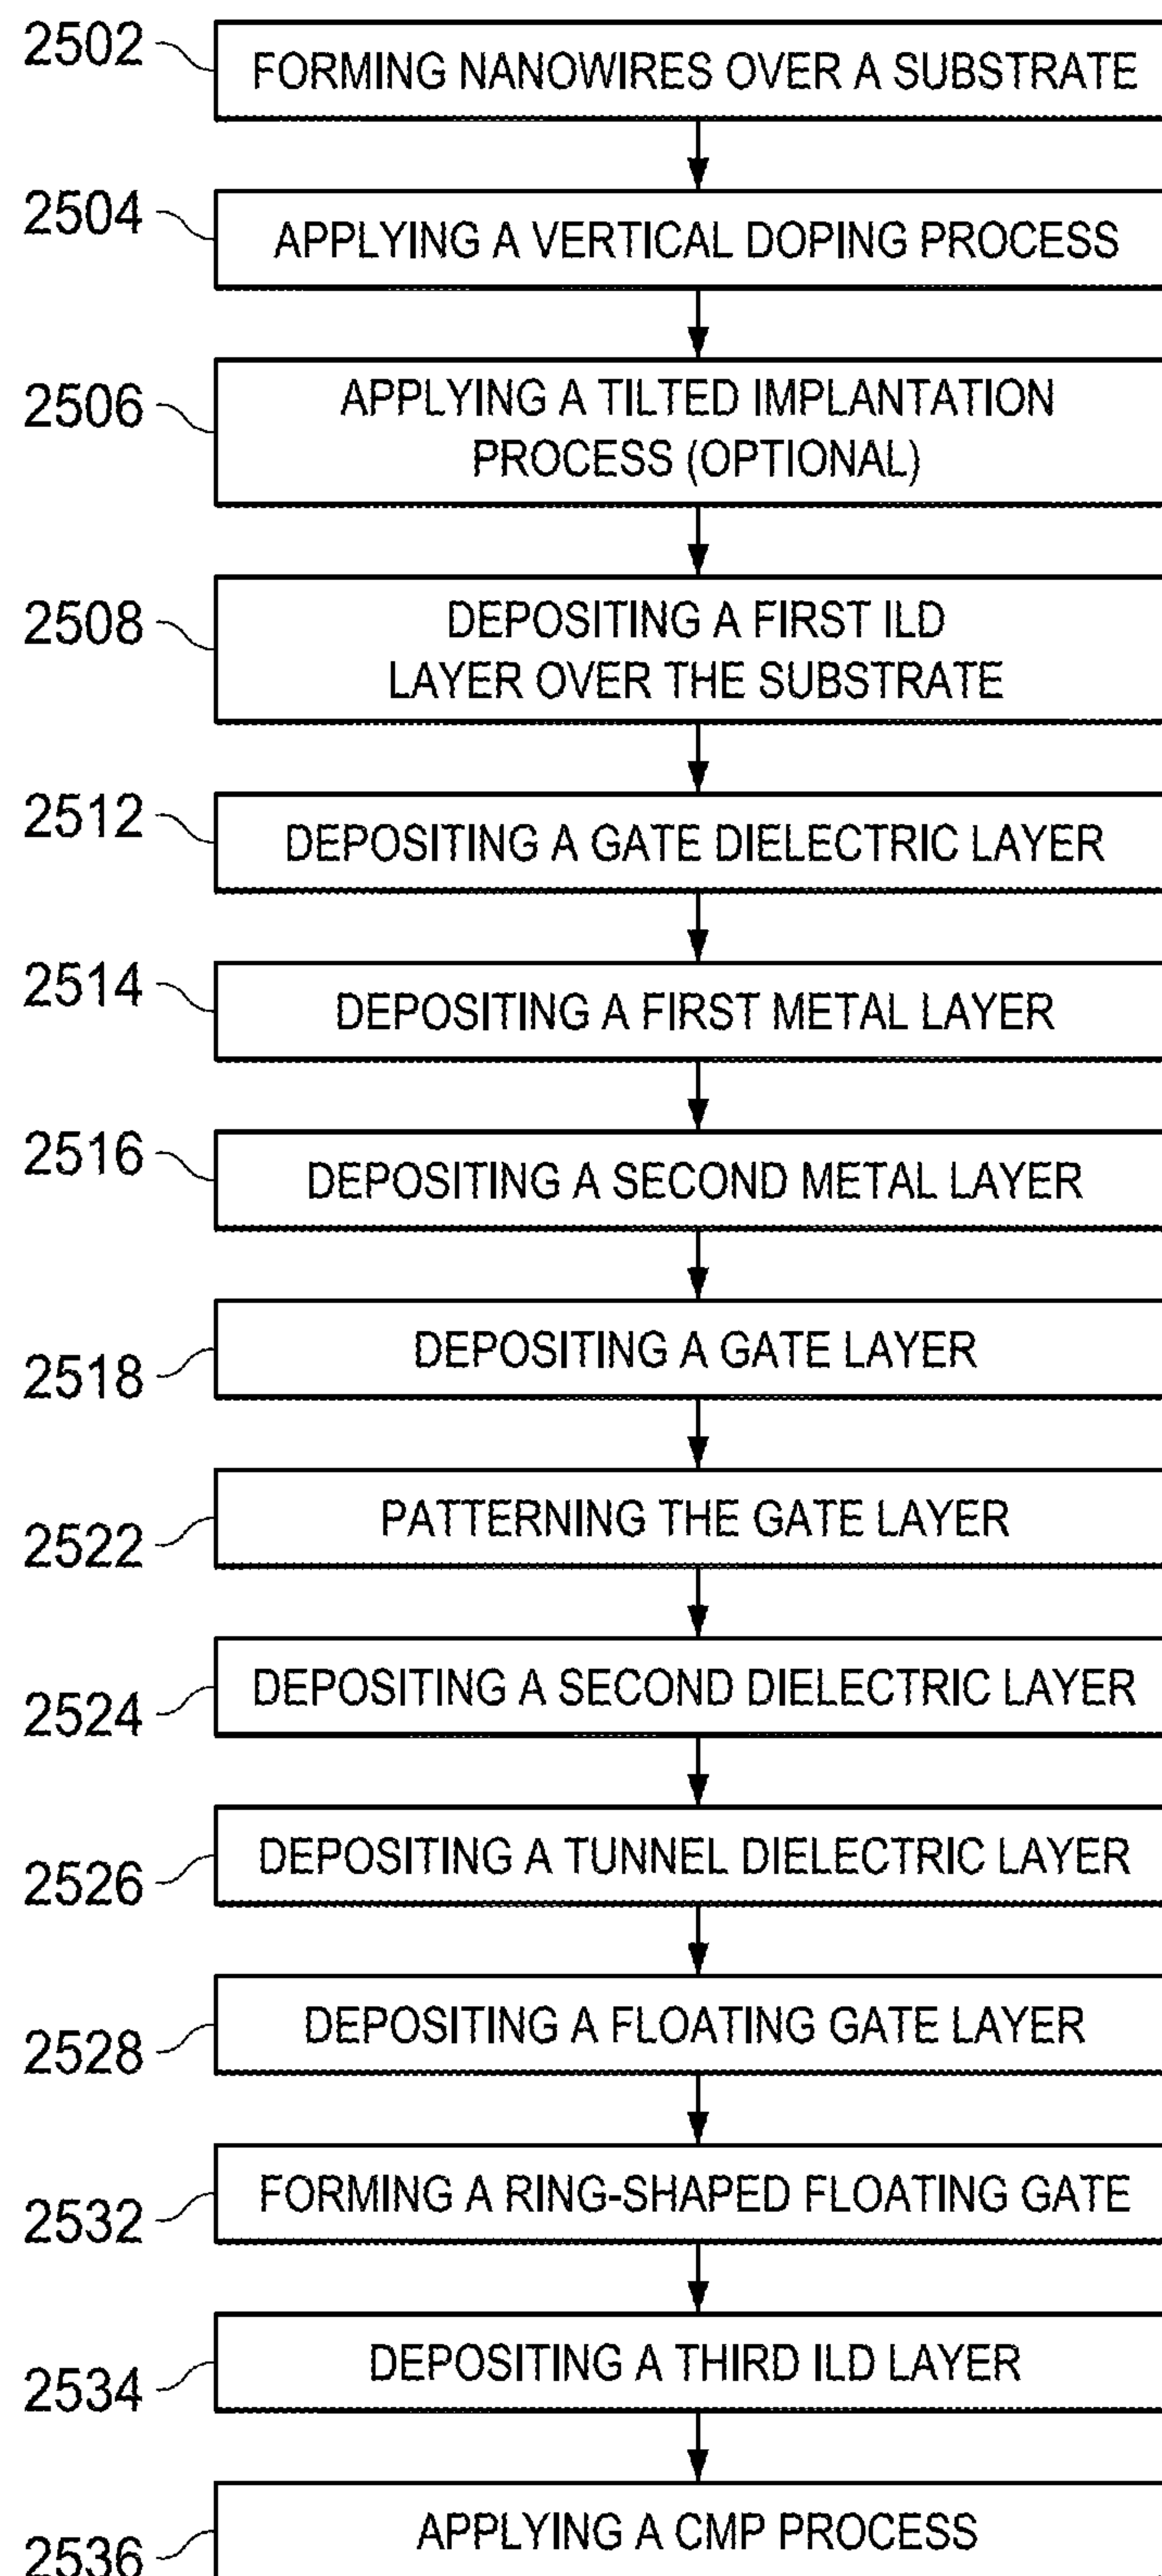 2502
FORMING NANOWIRES OVER A SUBSTRATE
2504
APPLYING A VERTICAL DOPING PROCESS
2506
APPLYING A TILTED IMPLANTATION
PROCESS (OPTIONAL)
2508
DEPOSITING A FIRST ILD
LAYER OVER THE SUBSTRATE
2512
DEPOSITING A GATE DIELECTRIC LAYER
2514
DEPOSITING A FIRST METAL LAYER
2516
DEPOSITING A SECOND METAL LAYER
2518
DEPOSITING A GATE LAYER
2522
PATTERNING THE GATE LAYER
2524
DEPOSITING A SECOND DIELECTRIC LAYER
2526
DEPOSITING A TUNNEL DIELECTRIC LAYER
2528
DEPOSITING A FLOATING GATE LAYER
2532
FORMING A RING-SHAPED FLOATING GATE
2534
DEPOSITING A THIRD ILD LAYER
2536
APPLYING A CMP PROCESS